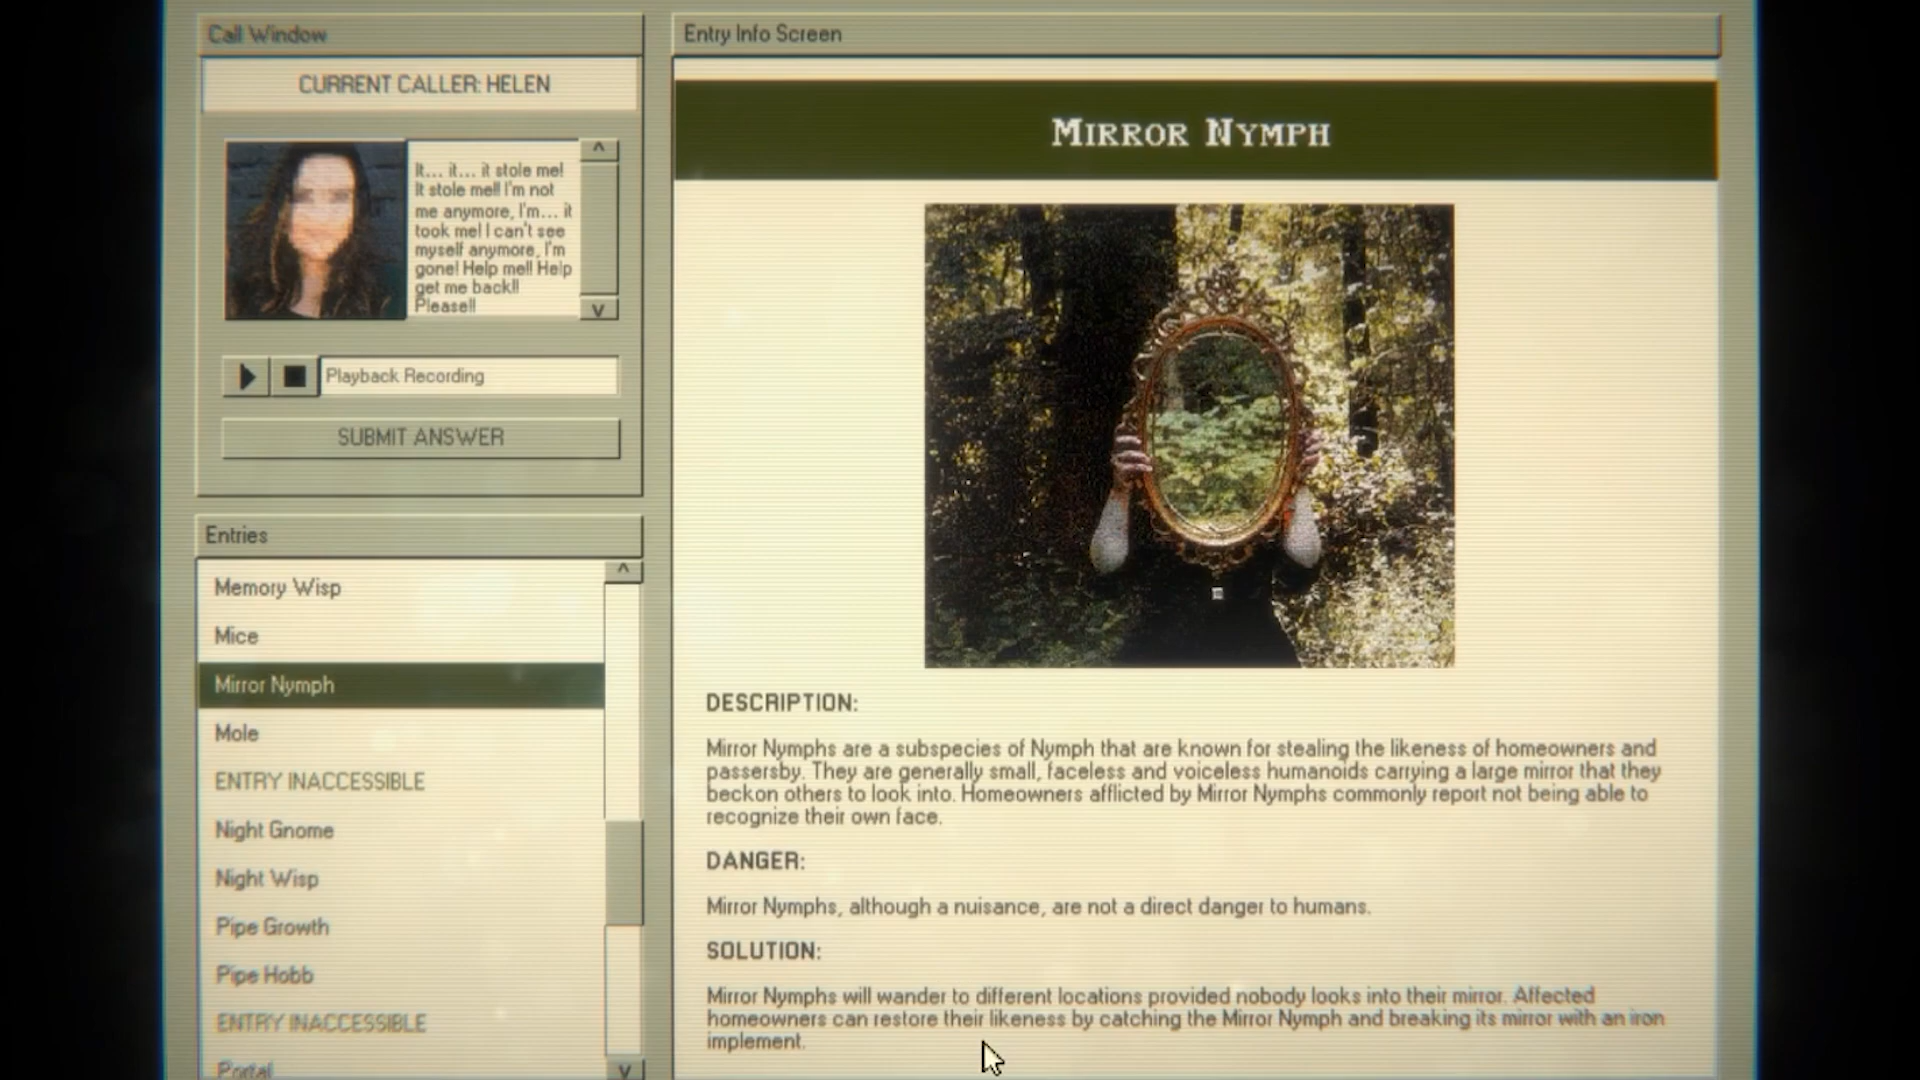 Call Window
CURRENT CALLER: HELEN
It... it... it stole me!
It stole me!! I'm not
me anymore, I'm... it
took me! I can't see
myself anymore, I'm
gone! Help me!! Help
get me back!!
Please!!
Playback Recording
SUBMIT ANSWER
Entries
Memory Wisp
Mice
Mirror Nymph
Mole
ENTRY INACCESSIBLE
Night Gnome
Night Wisp
Pipe Growth
Pipe Hobb
ENTRY INACCESSIBLE
Portal
Entry Info Screen
MIRROR NYMPH
DESCRIPTION:
Mirror Nymphs are a subspecies of Nymph that are known for stealing the likeness of homeowners and
passersby. They are generally small, faceless and voiceless humanoids carrying a large mirror that they
beckon others to look into. Homeowners afflicted by Mirror Nymphs commonly report not being able to
recognize their own face.
DANGER:
Mirror Nymphs, although a nuisance, are not a direct danger to humans.
SOLUTION:
Mirror Nymphs will wander to different locations provided nobody looks into their mirror. Affected
homeowners can restore their likeness by catching the Mirror Nymph and breaking its mirror with an iron
implement.